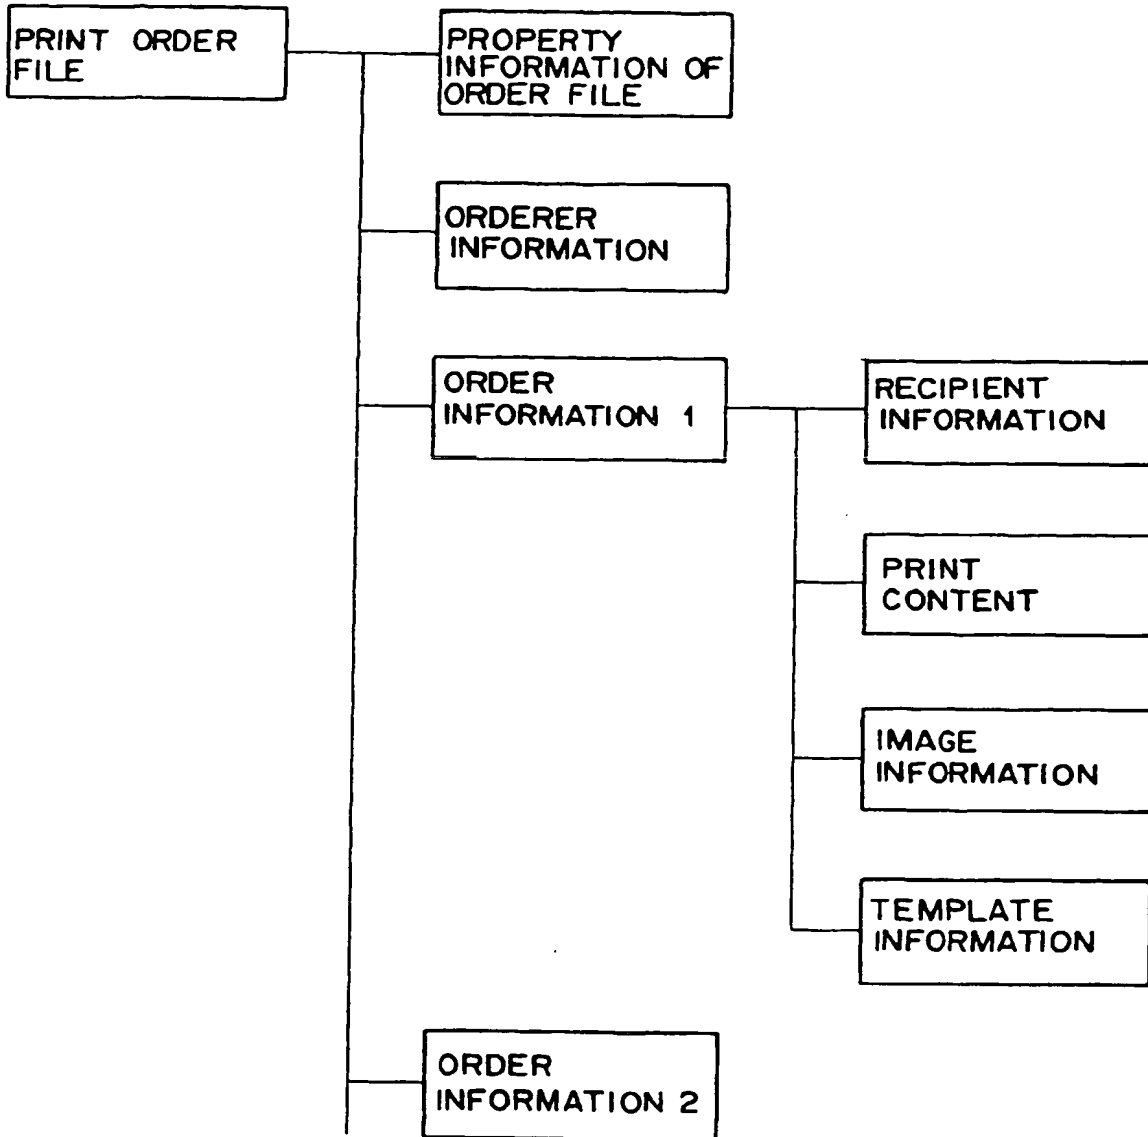 PRINT ORDER
FILE
PROPERTY
INFORMATION OF
ORDER FILE
ORDERER
INFORMATION
ORDER
INFORMATION 1
RECIPIENT
INFORMATION
PRINT
CONTENT
IMAGE
INFORMATION
TEMPLATE
INFORMATION
ORDER
INFORMATION 2